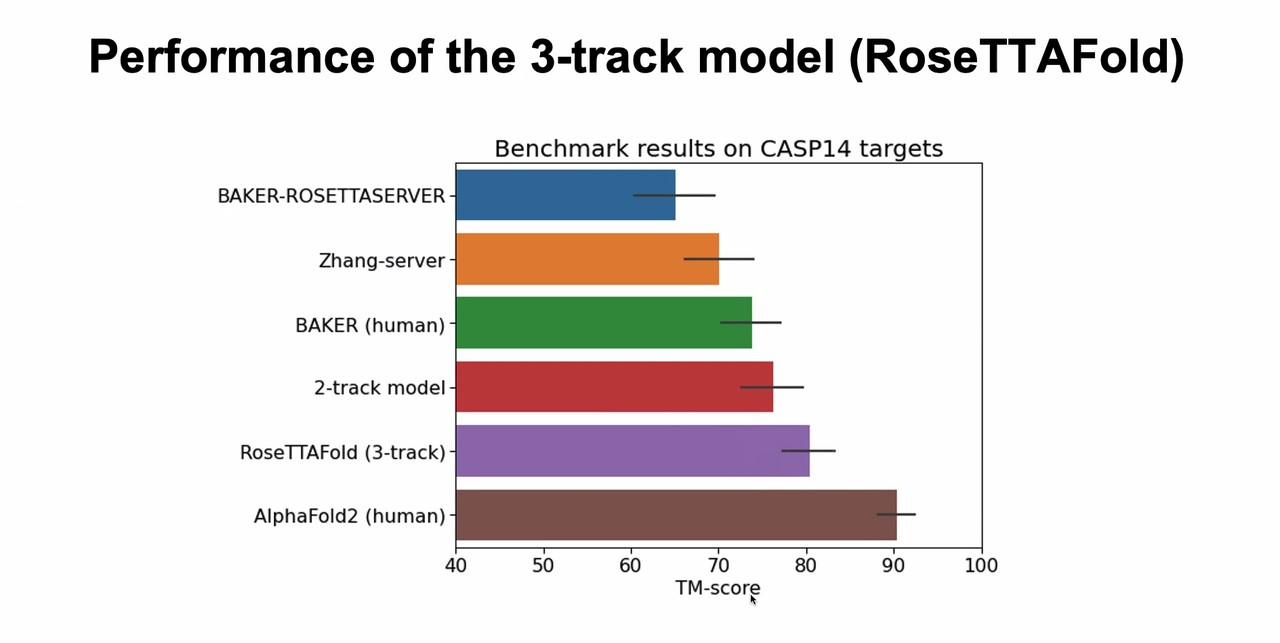 Performance of the 3-track model (RoseTTAFold)
Benchmark results on CASP14 targets
BAKER-ROSETTASERVER
Zhang-server
BAKER (human)
2-track model
RoseTTAFold (3-track)
AlphaFold2 (human)
40 50 60 70 80 90 100
TM-score